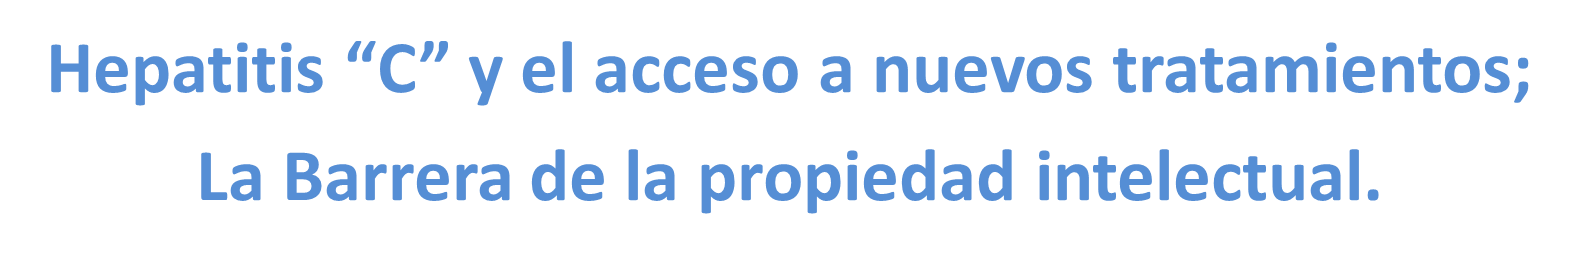 Hepatitis “C” y el acceso a nuevos tratamientos;
La Barrera de la propiedad intelectual.